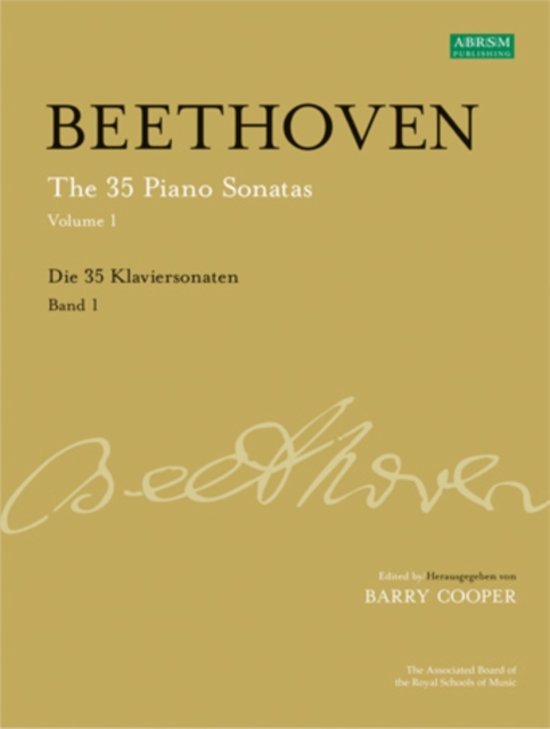 ABRSM
PUBLISHING
BEETHOVEN
The 35 Piano Sonatas
Volume 1
Die 35 Klaviersonaten
Band 1
Beethoven
Edited by/Herausgegeben von
BARRY COOPER
The Associated Board of
the Royal Schools of Music